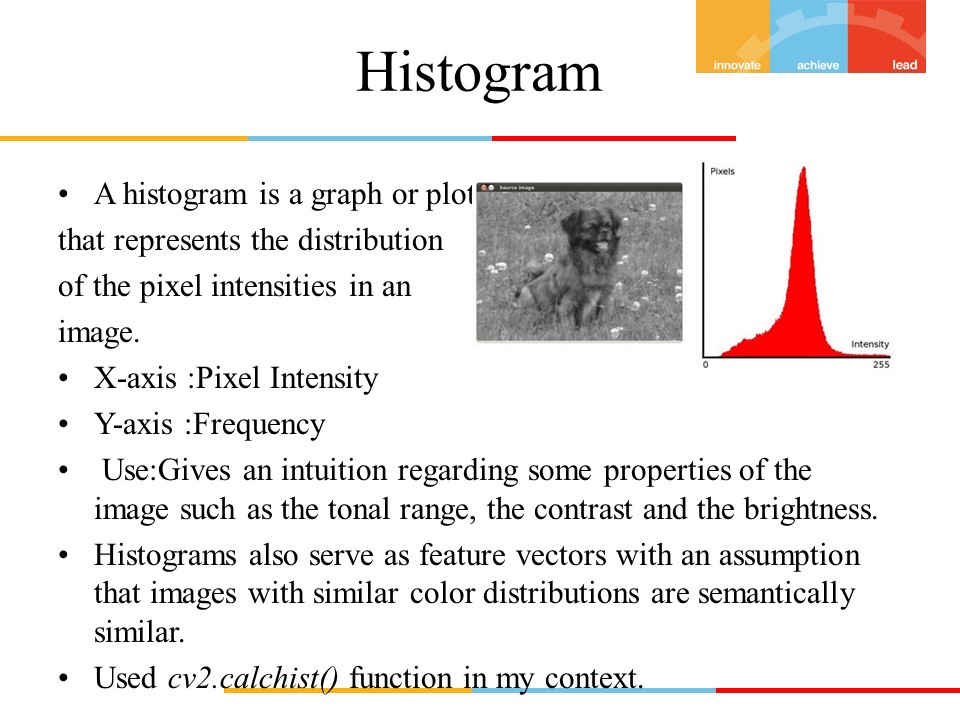 Histogram
innovate achieve lead
• A histogram is a graph or plot
that represents the distribution
of the pixel intensities in an
image.
Source image
Pixels
Intensity
0 255
• X-axis :Pixel Intensity
• Y-axis :Frequency
• Use:Gives an intuition regarding some properties of the
image such as the tonal range, the contrast and the brightness.
• Histograms also serve as feature vectors with an assumption
that images with similar color distributions are semantically
similar.
• Used cv2.calchist() function in my context.